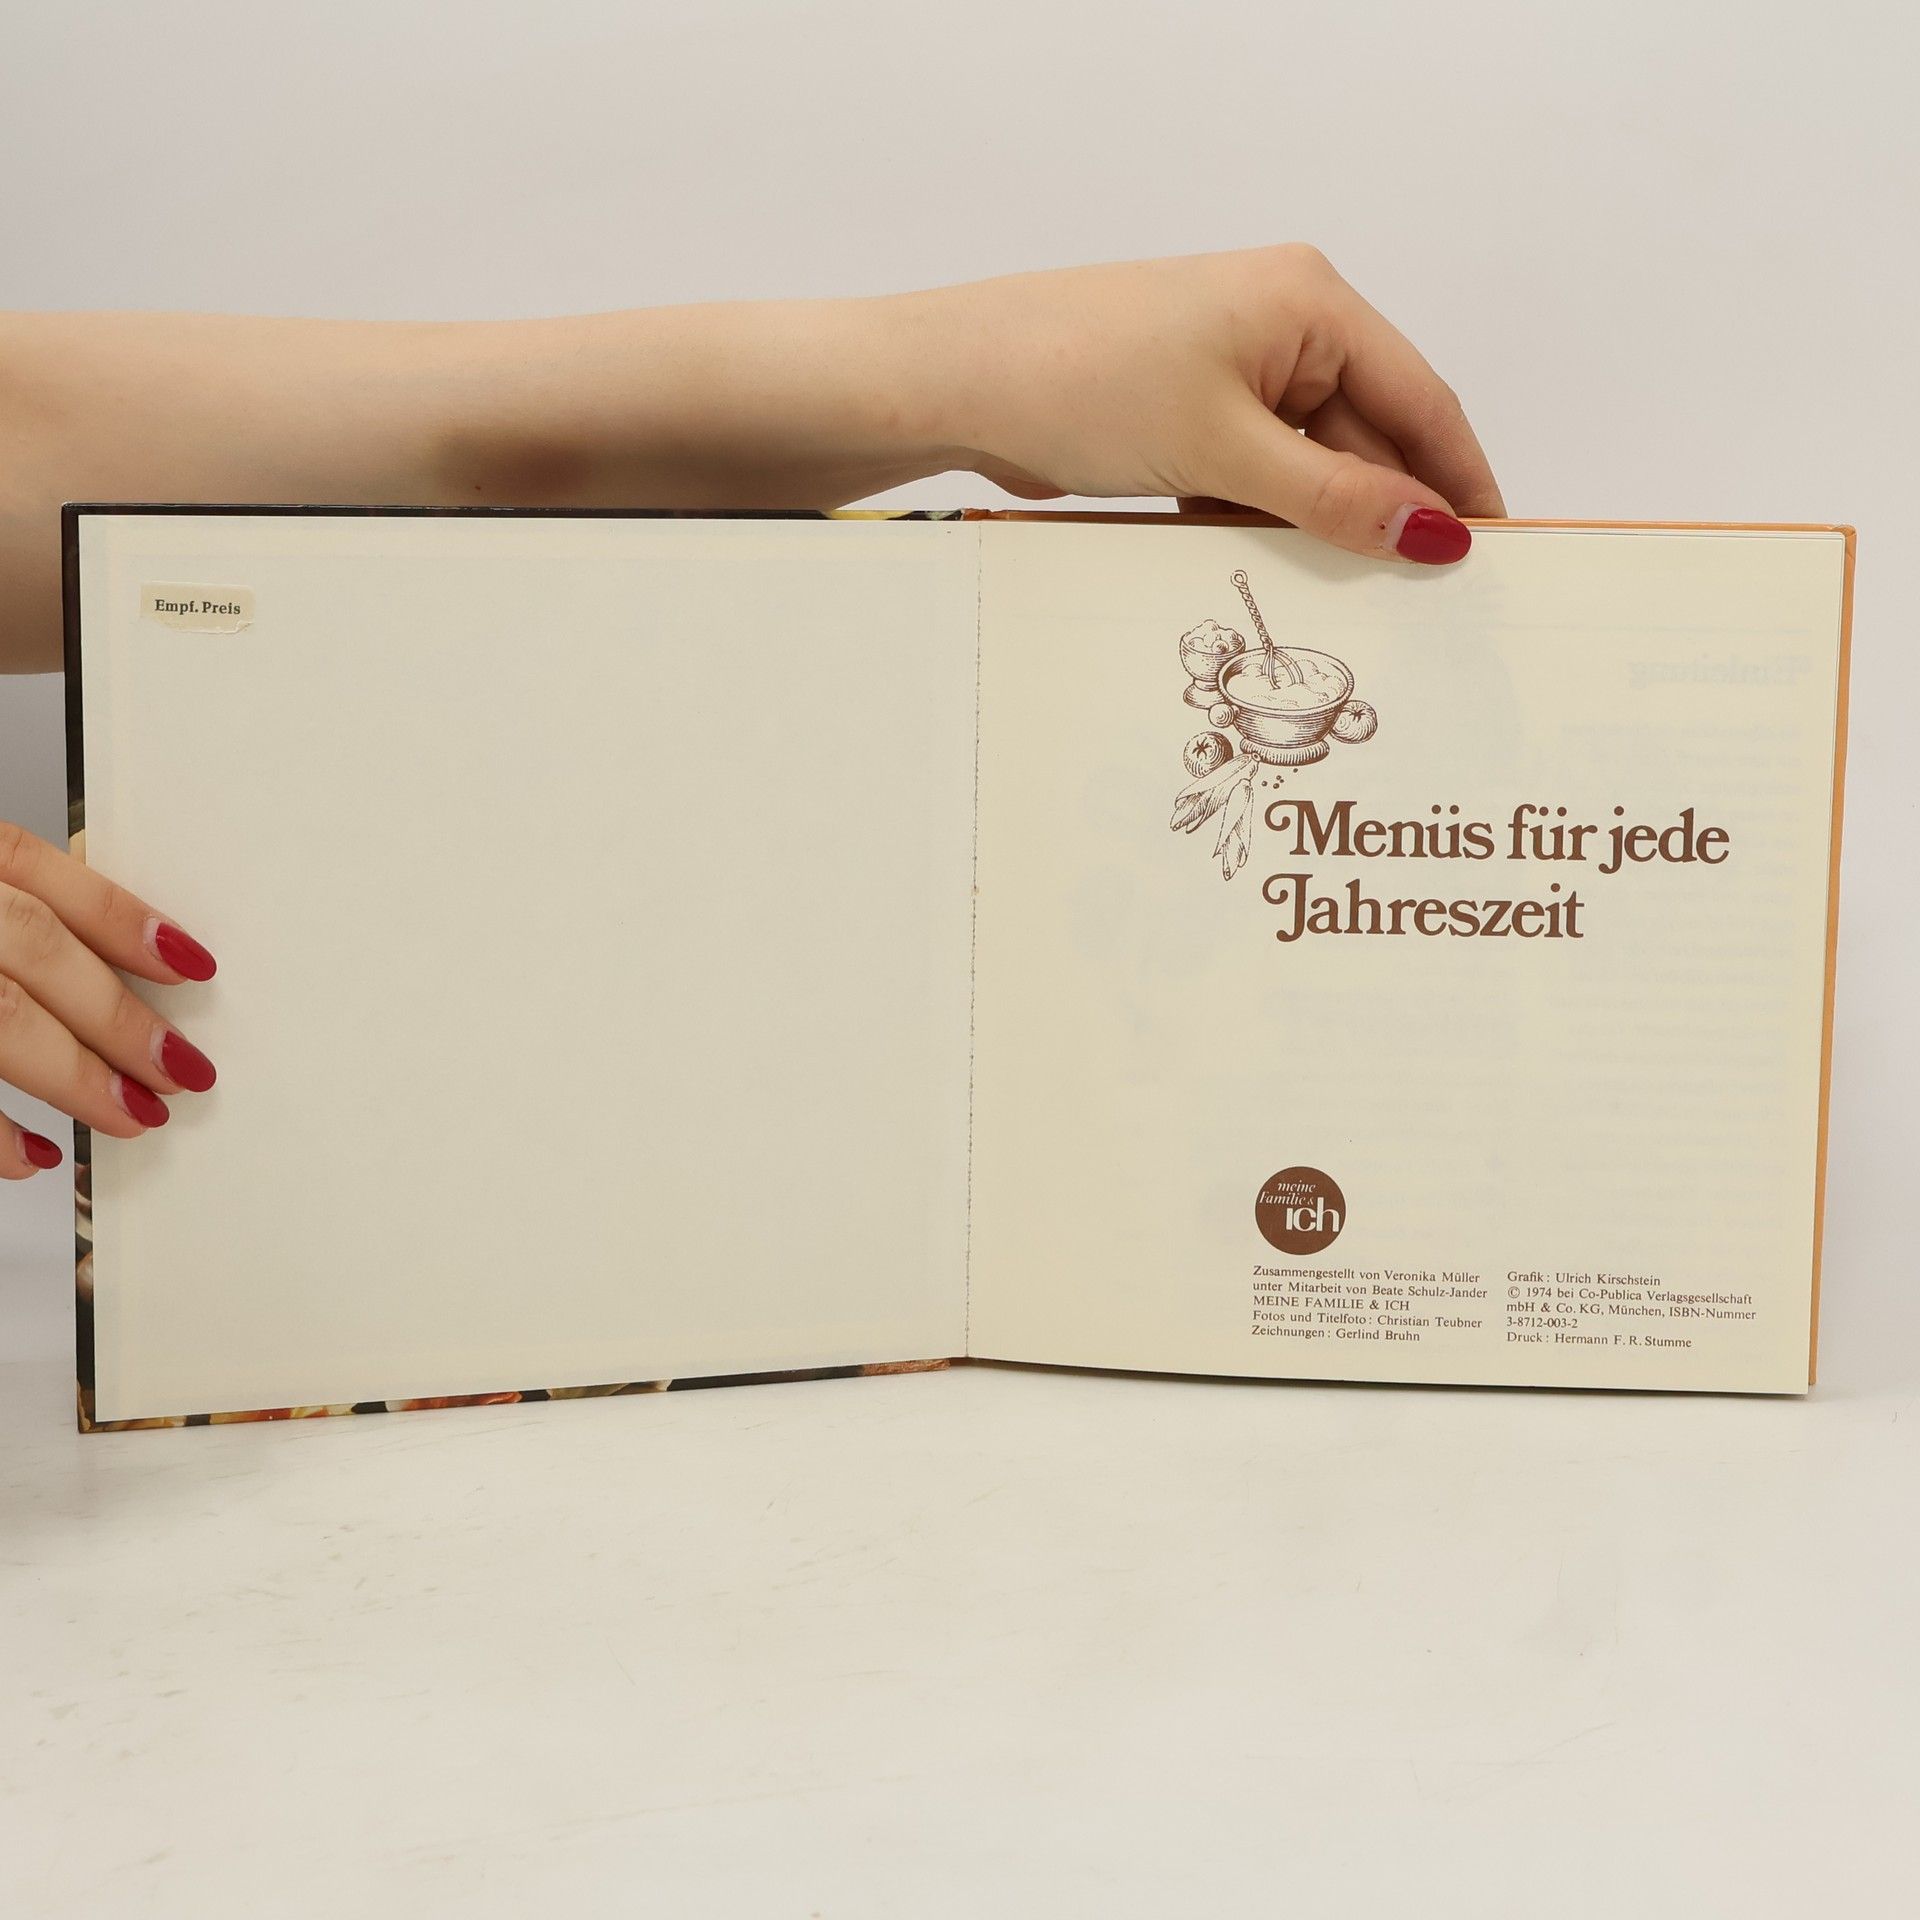 Empf. Preis
Menüs für jede
Jahreszeit
meine
Familie &
ich
Zusammengestellt von Veronika Müller
unter Mitarbeit von Beate Schulz-Jander
MEINE FAMILIE & ICH
Fotos und Titelfoto: Christian Teubner
Zeichnungen: Gerlind Bruhn
Grafik: Ulrich Kirschstein
© 1974 bei Co-Publica Verlagsgesellschaft
mbH & Co. KG, München, ISBN-Nummer
3-8712-003-2
Druck: Hermann F. R. Stumme